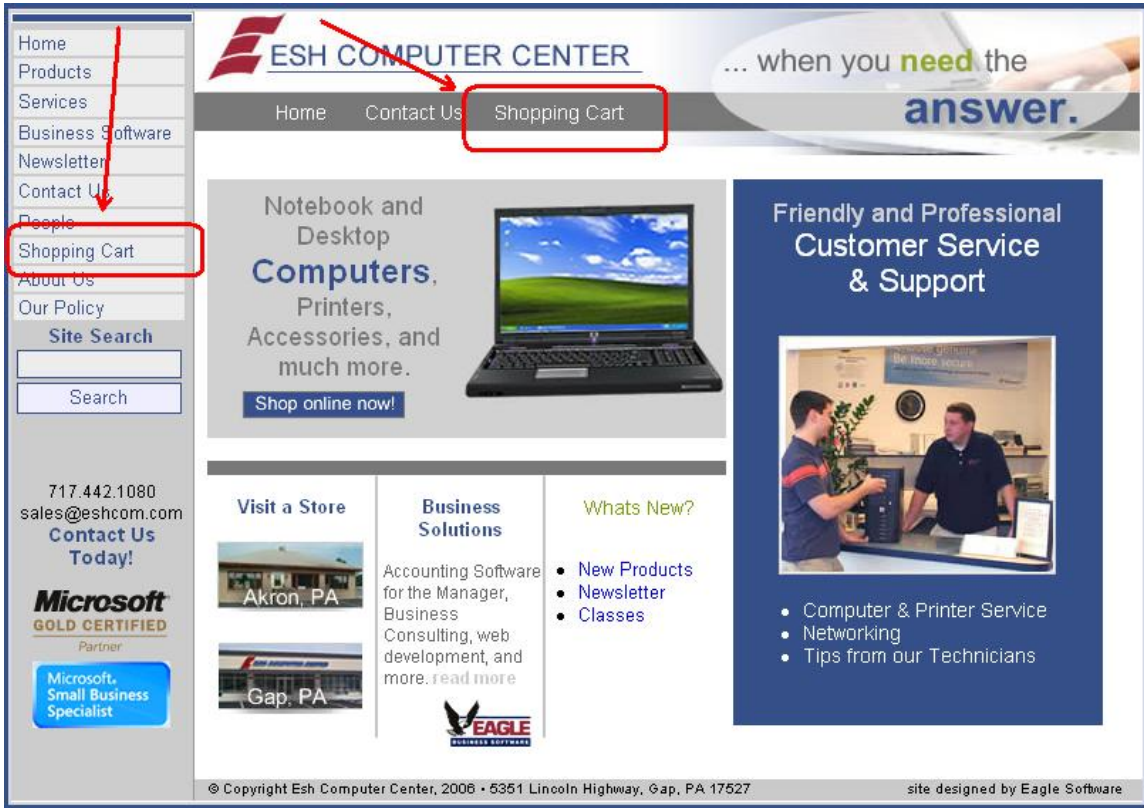 Home
Products
Services
Business Software
Newsletter
Contact Us
People
Shopping Cart
About Us
Our Policy
Site Search
Search
717.442.1080
sales@eshcom.com
Contact Us
Today!
Microsoft
GOLD CERTIFIED
Partner
Microsoft.
Small Business
Specialist
ESH COMPUTER CENTER
... when you need the
answer.
Home Contact Us Shopping Cart
Notebook and
Desktop
Computers,
Printers,
Accessories, and
much more.
Shop online now!
Friendly and Professional
Customer Service
& Support
Be more secure
Computer & Printer Service
Networking
Tips from our Technicians
Visit a Store
Akron, PA
ESH COMPUTER CENTER
Gap, PA
Business
Solutions
Accounting Software
for the Manager,
Business
Consulting, web
development, and
more. read more
EAGLE
BUSINESS SOFTWARE
Whats New?
New Products
Newsletter
Classes
© Copyright Esh Computer Center, 2006 • 5351 Lincoln Highway, Gap, PA 17527
site designed by Eagle Software